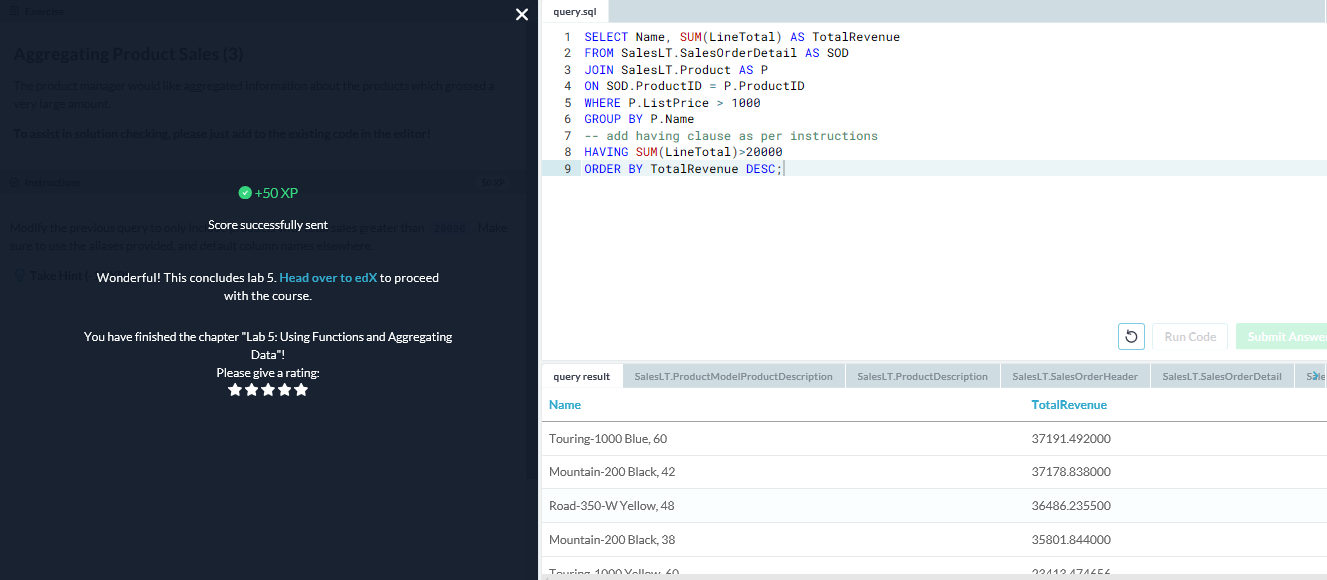 Exercise
Aggregating Product Sales (3)
The product manager would like aggregated information about the products which grossed a
very large amount.
To assist in solution checking, please just add to the existing code in the editor!
Instructions
50 XP
Modify the previous query to only inc
ales greater than 20000 . Make
sure to use the aliases provided, and default column names elsewhere.
Take Hint (-
+50 XP
Score successfully sent
Wonderful! This concludes lab 5. Head over to edX to proceed
with the course.
You have finished the chapter "Lab 5: Using Functions and Aggregating
Data"!
Please give a rating:
query.sql
1 SELECT Name, SUM(LineTotal) AS TotalRevenue
2 FROM SalesLT.SalesOrderDetail AS SOD
3 JOIN SalesLT.Product AS P
4 ON SOD.ProductID = P.ProductID
5 WHERE P.ListPrice > 1000
6 GROUP BY P.Name
7 -- add having clause as per instructions
8 HAVING SUM(LineTotal)>20000
9 ORDER BY TotalRevenue DESC;
Run Code
Submit Answer
query result SalesLT.ProductModelProductDescription SalesLT.ProductDescription SalesLT.SalesOrderHeader SalesLT.SalesOrderDetail
Name TotalRevenue
Touring-1000 Blue, 60 37191.492000
Mountain-200 Black, 42 37178.838000
Road-350-W Yellow, 48 36486.235500
Mountain-200 Black, 38 35801.844000
Touring-1000 Yellow, 60 23413.474656